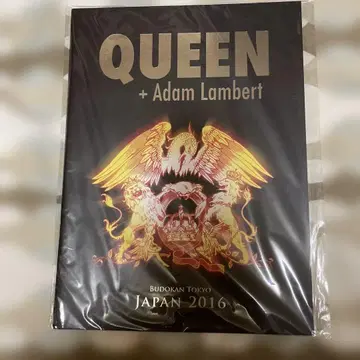 QUEEN
+ Adam Lambert
BUDOKAN TOKYO
JAPAN 2016